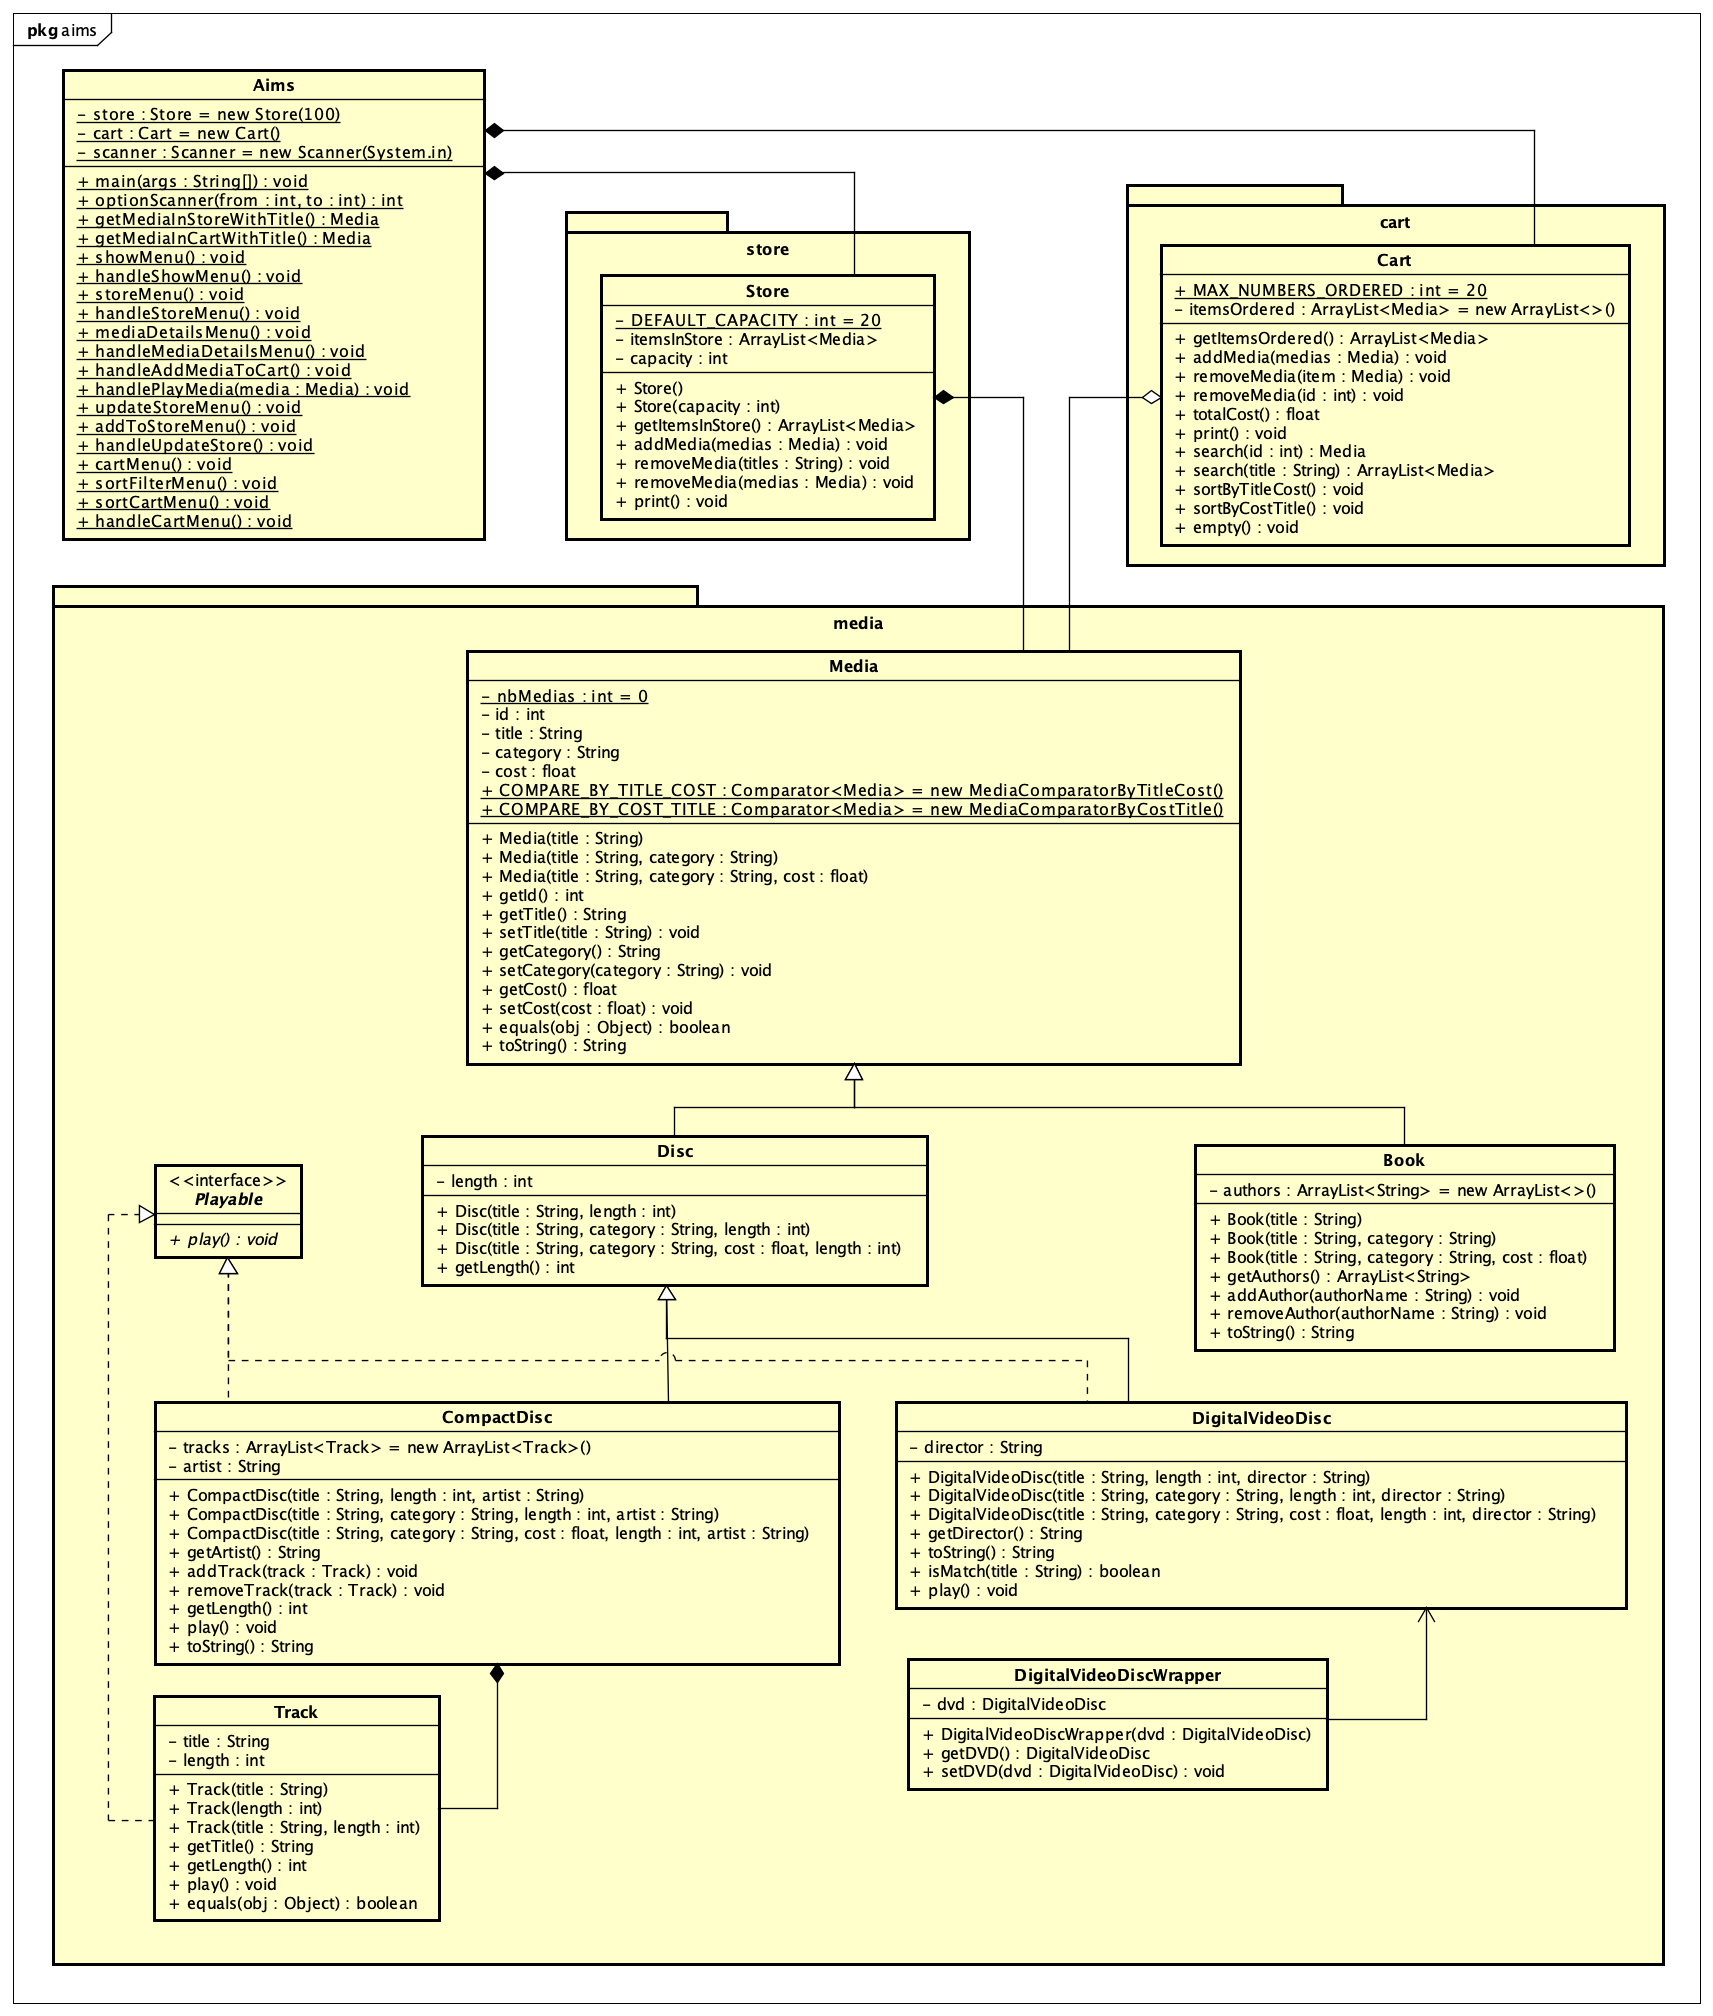 pkg aims
Aims
- store : Store = new Store(100)
- cart : Cart = new Cart()
- scanner : Scanner = new Scanner(System.in)
+ main(args : String[]) : void
+ optionScanner(from : int, to : int) : int
+ getMediaInStoreWithTitle() : Media
+ getMediaInCartWithTitle() : Media
+ showMenu() : void
+ handleShowMenu() : void
+ storeMenu() : void
+ handleStoreMenu() : void
+ mediaDetailsMenu() : void
+ handleMediaDetailsMenu() : void
+ handleAddMediaToCart() : void
+ handlePlayMedia(media : Media) : void
+ updateStoreMenu() : void
+ addToStoreMenu() : void
+ handleUpdateStore() : void
+ cartMenu() : void
+ sortFilterMenu() : void
+ sortCartMenu() : void
+ handleCartMenu() : void
store
Store
- DEFAULT_CAPACITY : int = 20
- itemsInStore : ArrayList<Media>
- capacity : int
+ Store()
+ Store(capacity : int)
+ getItemsInStore() : ArrayList<Media>
+ addMedia(medias : Media) : void
+ removeMedia(titles : String) : void
+ removeMedia(medias : Media) : void
+ print() : void
cart
Cart
+ MAX_NUMBERS_ORDERED : int = 20
- itemsOrdered : ArrayList<Media> = new ArrayList<>()
+ getItemsOrdered() : ArrayList<Media>
+ addMedia(medias : Media) : void
+ removeMedia(item : Media) : void
+ removeMedia(id : int) : void
+ totalCost() : float
+ print() : void
+ search(id : int) : Media
+ search(title : String) : ArrayList<Media>
+ sortByTitleCost() : void
+ sortByCostTitle() : void
+ empty() : void
media
Media
- nbMedias : int = 0
- id : int
- title : String
- category : String
- cost : float
+ COMPARE_BY_TITLE_COST : Comparator<Media> = new MediaComparatorByTitleCost()
+ COMPARE_BY_COST_TITLE : Comparator<Media> = new MediaComparatorByCostTitle()
+ Media(title : String)
+ Media(title : String, category : String)
+ Media(title : String, category : String, cost : float)
+ getId() : int
+ getTitle() : String
+ setTitle(title : String) : void
+ getCategory() : String
+ setCategory(category : String) : void
+ getCost() : float
+ setCost(cost : float) : void
+ equals(obj : Object) : boolean
+ toString() : String
<<interface>>
Playable
+ play() : void
Disc
- length : int
+ Disc(title : String, length : int)
+ Disc(title : String, category : String, length : int)
+ Disc(title : String, category : String, cost : float, length : int)
+ getLength() : int
Book
- authors : ArrayList<String> = new ArrayList<>()
+ Book(title : String)
+ Book(title : String, category : String)
+ Book(title : String, category : String, cost : float)
+ getAuthors() : ArrayList<String>
+ addAuthor(authorName : String) : void
+ removeAuthor(authorName : String) : void
+ toString() : String
CompactDisc
- tracks : ArrayList<Track> = new ArrayList<Track>()
- artist : String
+ CompactDisc(title : String, length : int, artist : String)
+ CompactDisc(title : String, category : String, length : int, artist : String)
+ CompactDisc(title : String, category : String, cost : float, length : int, artist : String)
+ getArtist() : String
+ addTrack(track : Track) : void
+ removeTrack(track : Track) : void
+ getLength() : int
+ play() : void
+ toString() : String
DigitalVideoDisc
- director : String
+ DigitalVideoDisc(title : String, length : int, director : String)
+ DigitalVideoDisc(title : String, category : String, length : int, director : String)
+ DigitalVideoDisc(title : String, category : String, cost : float, length : int, director : String)
+ getDirector() : String
+ toString() : String
+ isMatch(title : String) : boolean
+ play() : void
DigitalVideoDiscWrapper
- dvd : DigitalVideoDisc
+ DigitalVideoDiscWrapper(dvd : DigitalVideoDisc)
+ getDVD() : DigitalVideoDisc
+ setDVD(dvd : DigitalVideoDisc) : void
Track
- title : String
- length : int
+ Track(title : String)
+ Track(length : int)
+ Track(title : String, length : int)
+ getTitle() : String
+ getLength() : int
+ play() : void
+ equals(obj : Object) : boolean